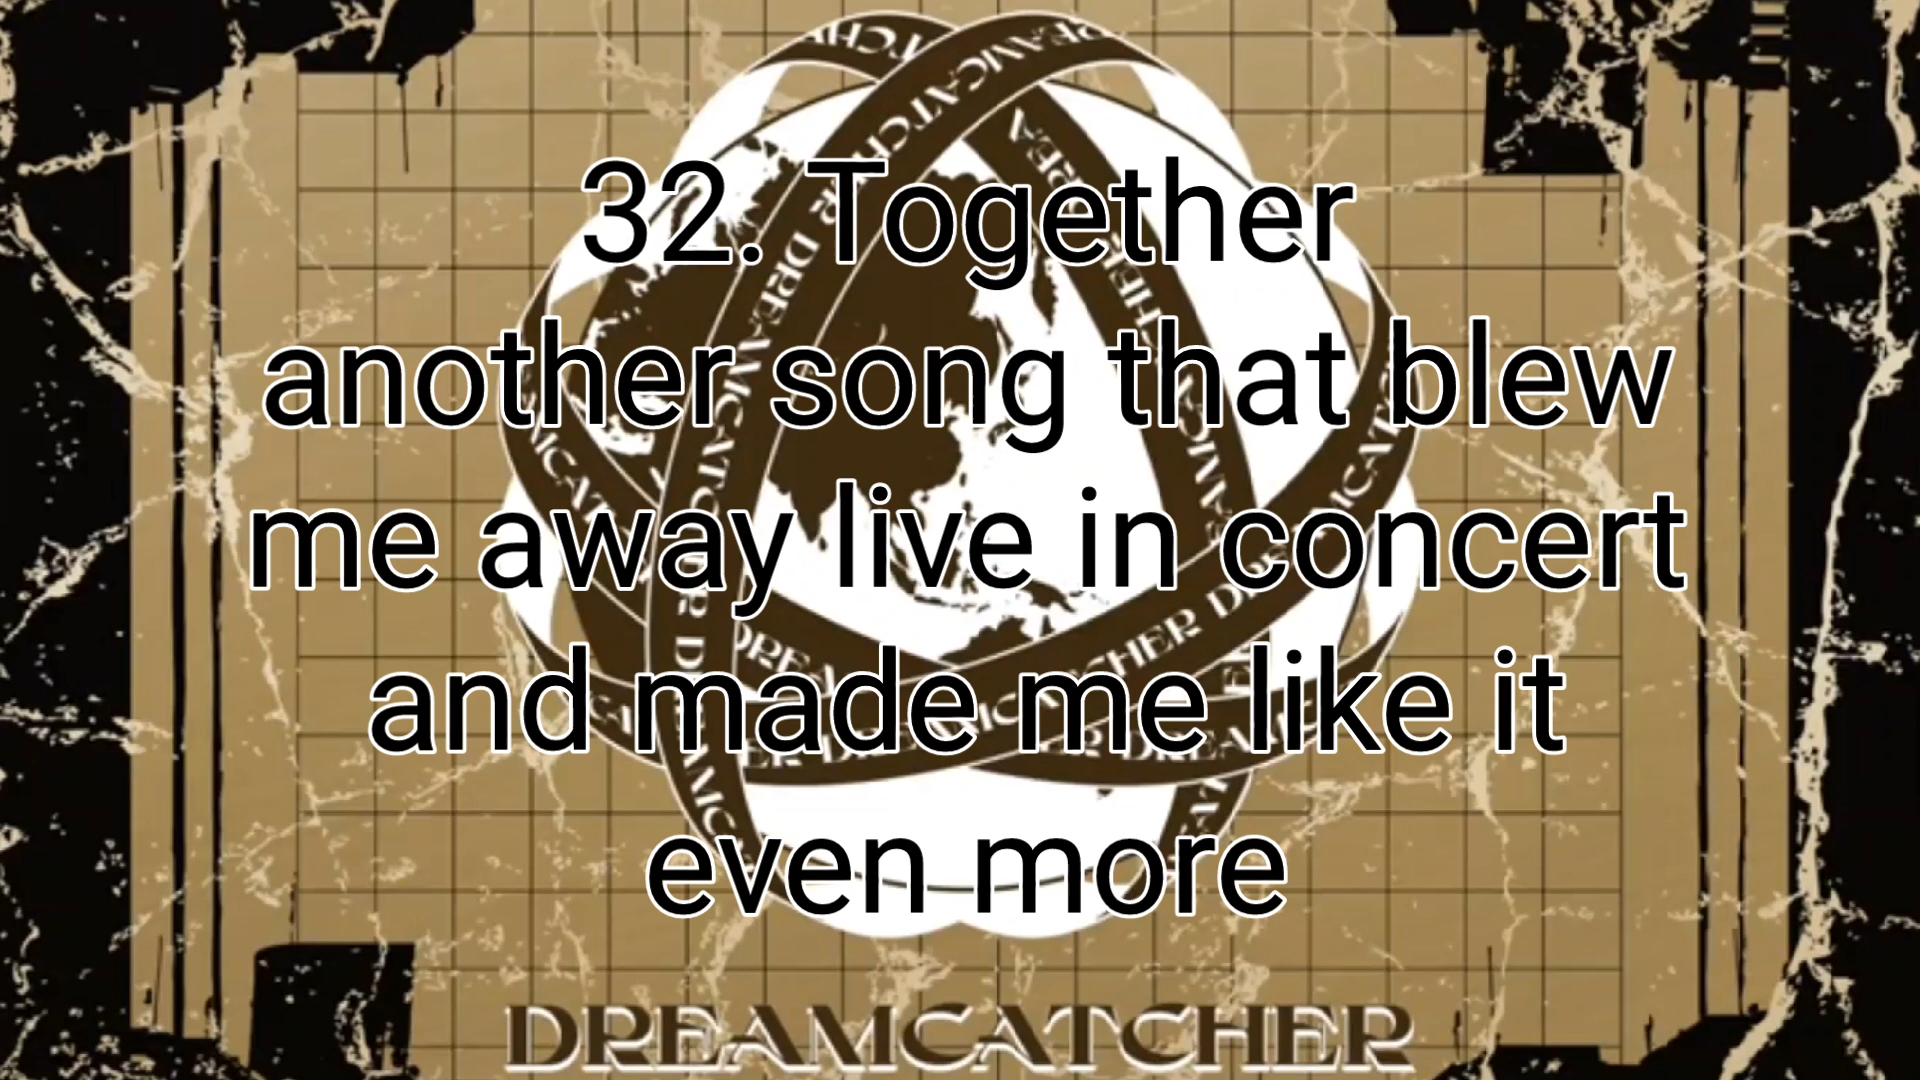 32. Together
another song that blew
me away live in concert
and made me like it
even more
DREAMCATCHER